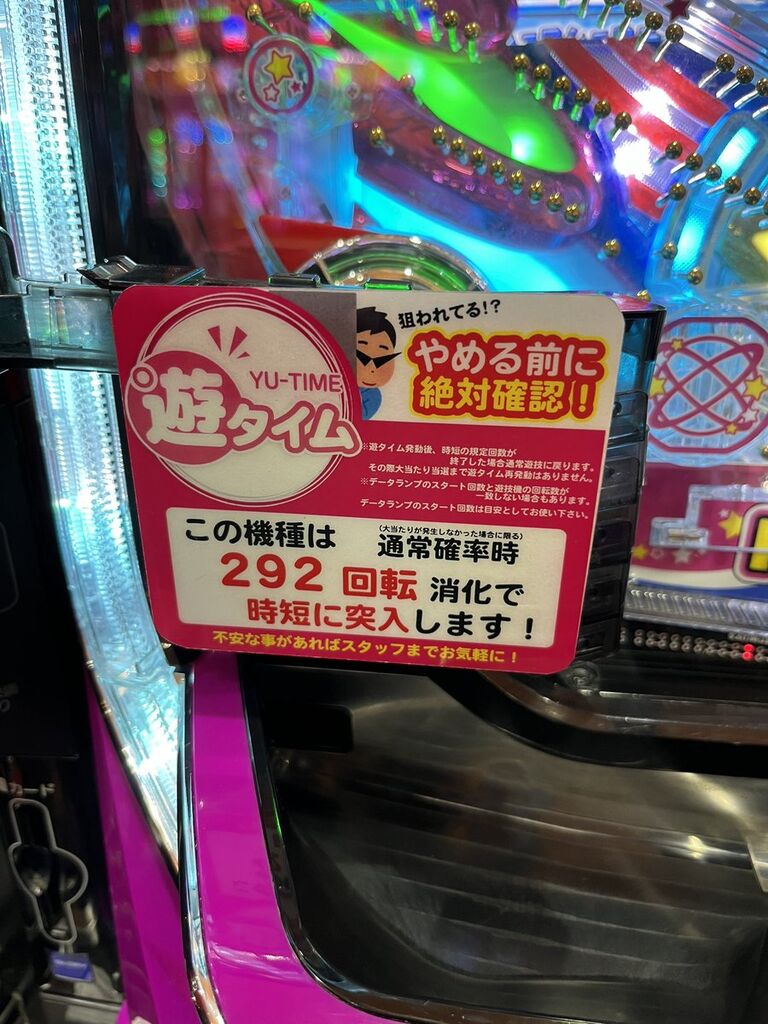 狙われてる!?
やめる前に
絶対確認！
YU-TIME
遊タイム
※遊タイム発動後、時短の規定回数が
終了した場合通常遊技に戻ります。
その際大当たり当選まで遊タイム再発動はありません。
※データランプのスタート回数と遊技機の回転数が
一致しない場合もあります。
データランプのスタート回数は目安としてお使い下さい。
(大当たりが発生しなかった場合に限る)
この機種は 通常確率時
292 回転 消化で
時短に突入します！
不安な事があればスタッフまでお気軽に！
カード